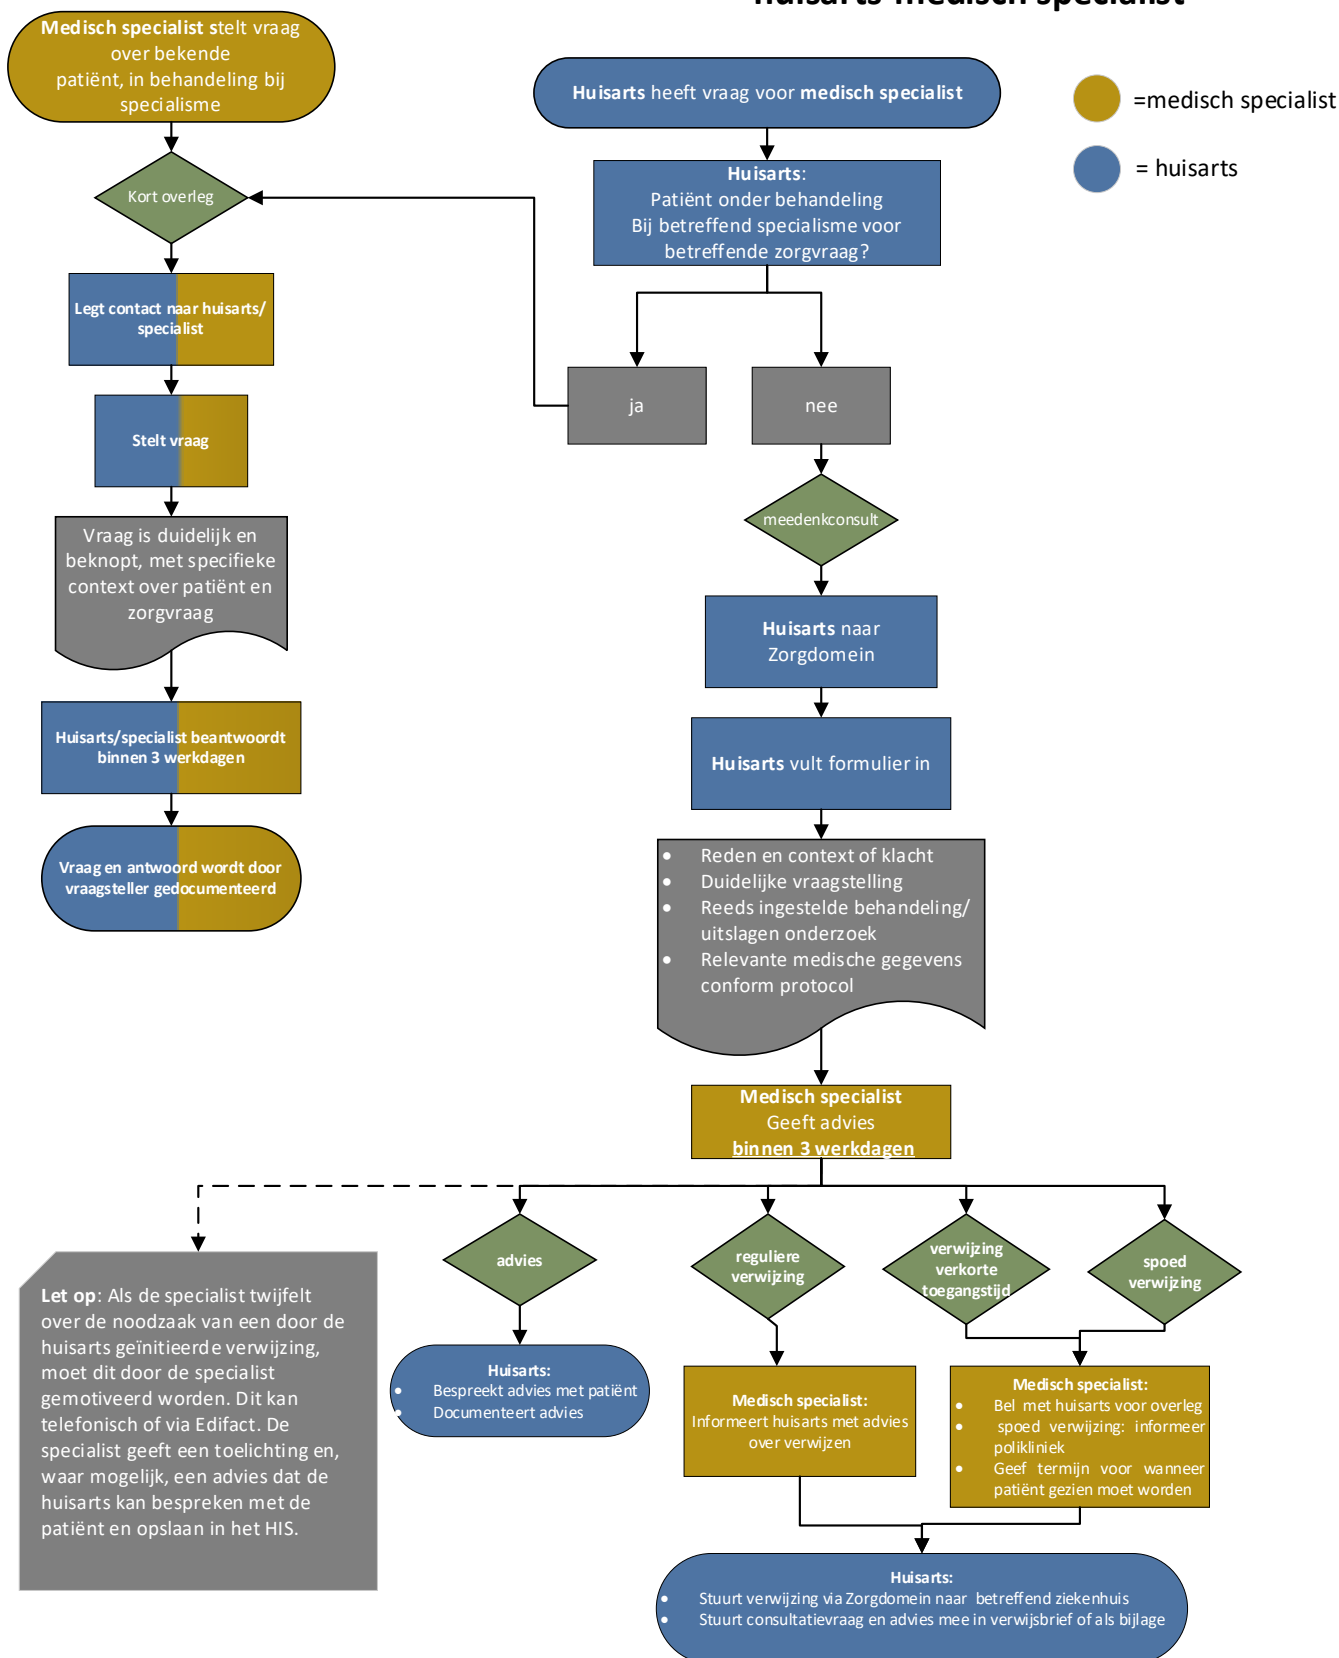 huisarts-medisch specialist
Medisch specialist stelt vraag
over bekende
patiënt, in behandeling bij
specialisme
Kort overleg
Legt contact naar huisarts/
specialist
Stelt vraag
Vraag is duidelijk en
beknopt, met specifieke
context over patiënt en
zorgvraag
Huisarts/specialist beantwoordt
binnen 3 werkdagen
Vraag en antwoord wordt door
vraagsteller gedocumenteerd
Huisarts heeft vraag voor medisch specialist
=medisch specialist
= huisarts
Huisarts:
Patiënt onder behandeling
Bij betreffend specialisme voor
betreffende zorgvraag?
ja
nee
meedenkconsult
Huisarts naar
Zorgdomein
Huisarts vult formulier in
• Reden en context of klacht
• Duidelijke vraagstelling
• Reeds ingestelde behandeling/
uitslagen onderzoek
• Relevante medische gegevens
conform protocol
Medisch specialist
Geeft advies
binnen 3 werkdagen
Let op: Als de specialist twijfelt
over de noodzaak van een door de
huisarts geïnitieerde verwijzing,
moet dit door de specialist
gemotiveerd worden. Dit kan
telefonisch of via Edifact. De
specialist geeft een toelichting en,
waar mogelijk, een advies dat de
huisarts kan bespreken met de
patiënt en opslaan in het HIS.
advies
Huisarts:
• Bespreekt advies met patiënt
• Documenteert advies
reguliere
verwijzing
Medisch specialist:
Informeert huisarts met advies
over verwijzen
verwijzing
verkorte
toegangstijd
spoed
verwijzing
Medisch specialist:
• Bel met huisarts voor overleg
• spoed verwijzing: informeer
polikliniek
• Geef termijn voor wanneer
patiënt gezien moet worden
Huisarts:
• Stuurt verwijzing via Zorgdomein naar betreffend ziekenhuis
• Stuurt consultatievraag en advies mee in verwijsbrief of als bijlage